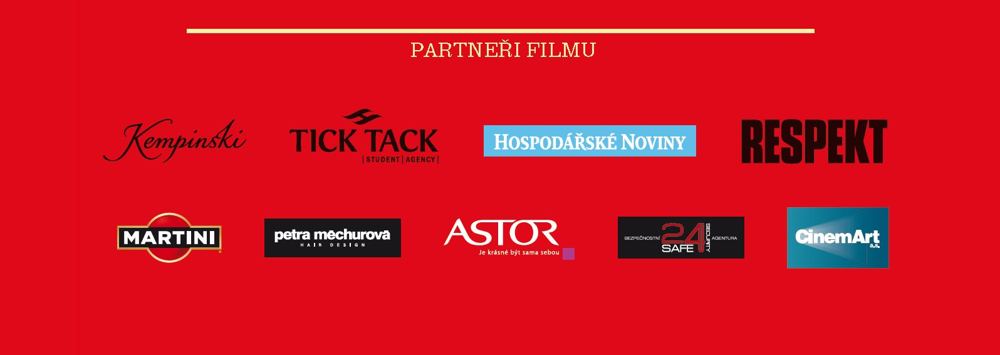 PARTNEŘI FILMU
Kempinski
TICK TACK
|STUDENT|AGENCY|
HOSPODÁŘSKÉ NOVINY
RESPEKT
MARTINI
petra měchurová
HAIR DESIGN
ASTOR
Je krásné být sama sebou
BEZPEČNOSTNÍ 24 SECURITY AGENTURA
SAFE
CinemArt
a.s.